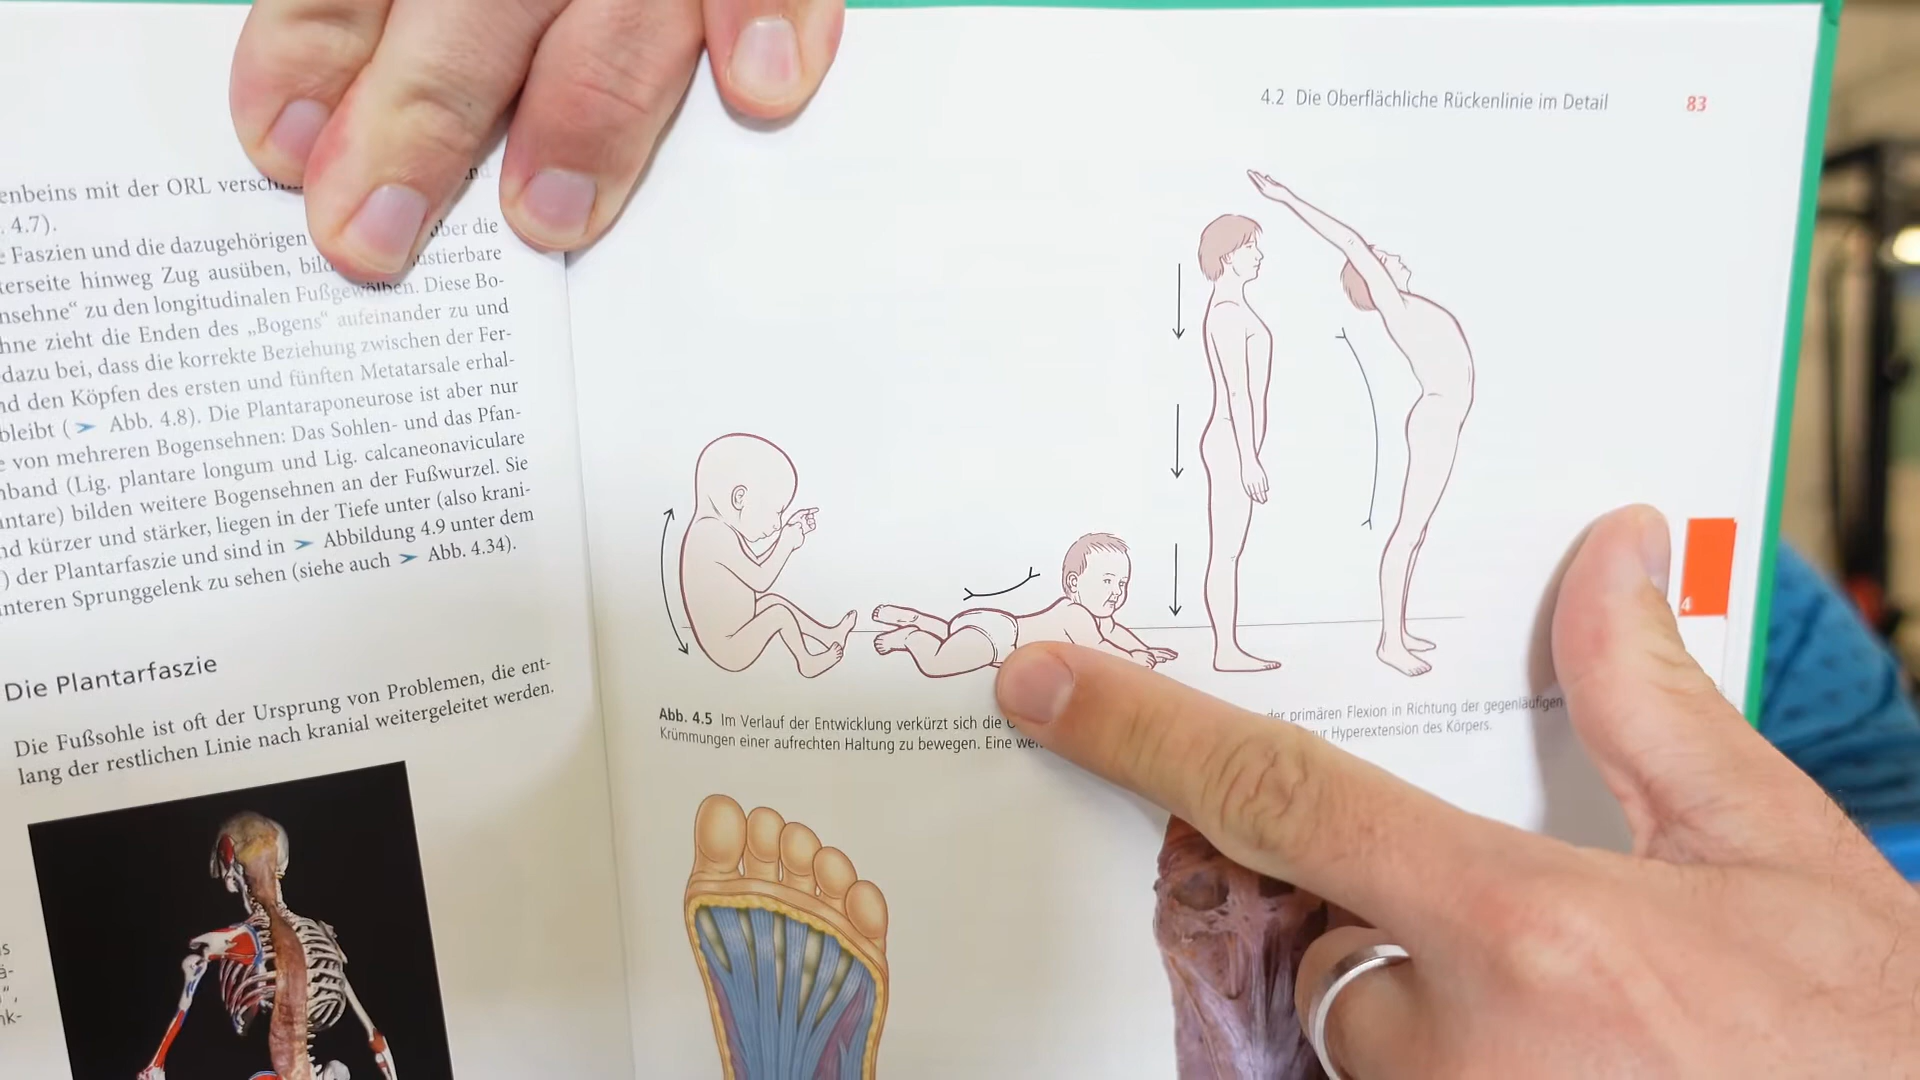 enbeins mit der ORL
. 4.7).
Faszien und die dazugehörigen über die
terseite hinweg Zug ausüben,
nsehne“ zu den longitudinalen Fußgewölben. Diese Bo-
hne zieht die Enden des „Bogens“ aufeinander zu und
dazu bei, dass die korrekte Beziehung zwischen der Fer-
nd den Köpfen des ersten und fünften Metatarsale erhal-
bleibt (➤ Abb. 4.8). Die Plantaraponeurose ist aber nur
e von mehreren Bogensehnen: Das Sohlen- und das Pfan-
nband (Lig. plantare longum und Lig. calcaneonaviculare
ntare) bilden weitere Bogensehnen an der Fußwurzel. Sie
nd kürzer und stärker, liegen in der Tiefe unter (also krani-
) der Plantarfaszie und sind in ➤ Abbildung 4.9 unter dem
nteren Sprunggelenk zu sehen (siehe auch ➤ Abb. 4.34).
Die Plantarfaszie
Die Fußsohle ist oft der Ursprung von Problemen, die ent-
lang der restlichen Linie nach kranial weitergeleitet werden.
4.2 Die Oberflächliche Rückenlinie im Detail 83
4
Abb. 4.5 Im Verlauf der Entwicklung verkürzt sich die der primären Flexion in Richtung der gegenläufigen
Krümmungen einer aufrechten Haltung zu bewegen. Eine Hyperextension des Körpers.